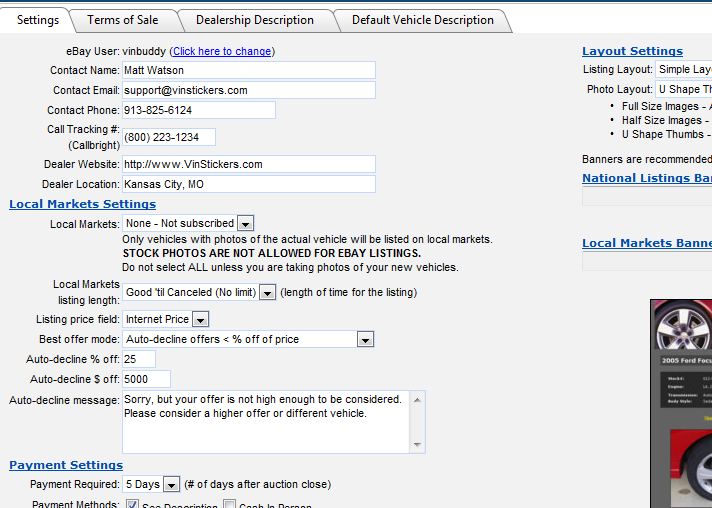 Settings
Terms of Sale
Dealership Description
Default Vehicle Description
eBay User: vinbuddy (Click here to change)
Contact Name: Matt Watson
Contact Email: support@vinstickers.com
Contact Phone: 913-825-6124
Call Tracking #: (Callbright) (800) 223-1234
Dealer Website: http://www.VinStickers.com
Dealer Location: Kansas City, MO
Local Markets Settings
Local Markets: None - Not subscribed
Only vehicles with photos of the actual vehicle will be listed on local markets.
STOCK PHOTOS ARE NOT ALLOWED FOR EBAY LISTINGS.
Do not select ALL unless you are taking photos of your new vehicles.
Local Markets listing length: Good 'til Canceled (No limit) (length of time for the listing)
Listing price field: Internet Price
Best offer mode: Auto-decline offers < % off of price
Auto-decline % off: 25
Auto-decline $ off: 5000
Auto-decline message: Sorry, but your offer is not high enough to be considered.
Please consider a higher offer or different vehicle.
Payment Settings
Payment Required: 5 Days (# of days after auction close)
Payment Methods: See Description Cash In Person
Layout Settings
Listing Layout: Simple Lay
Photo Layout: U Shape Th
• Full Size Images - A
• Half Size Images -
• U Shape Thumbs -
Banners are recommended
National Listings Ba
Local Markets Banne
2005 Ford Focu
Stock#:
Engine:
Transmission:
Body Style: